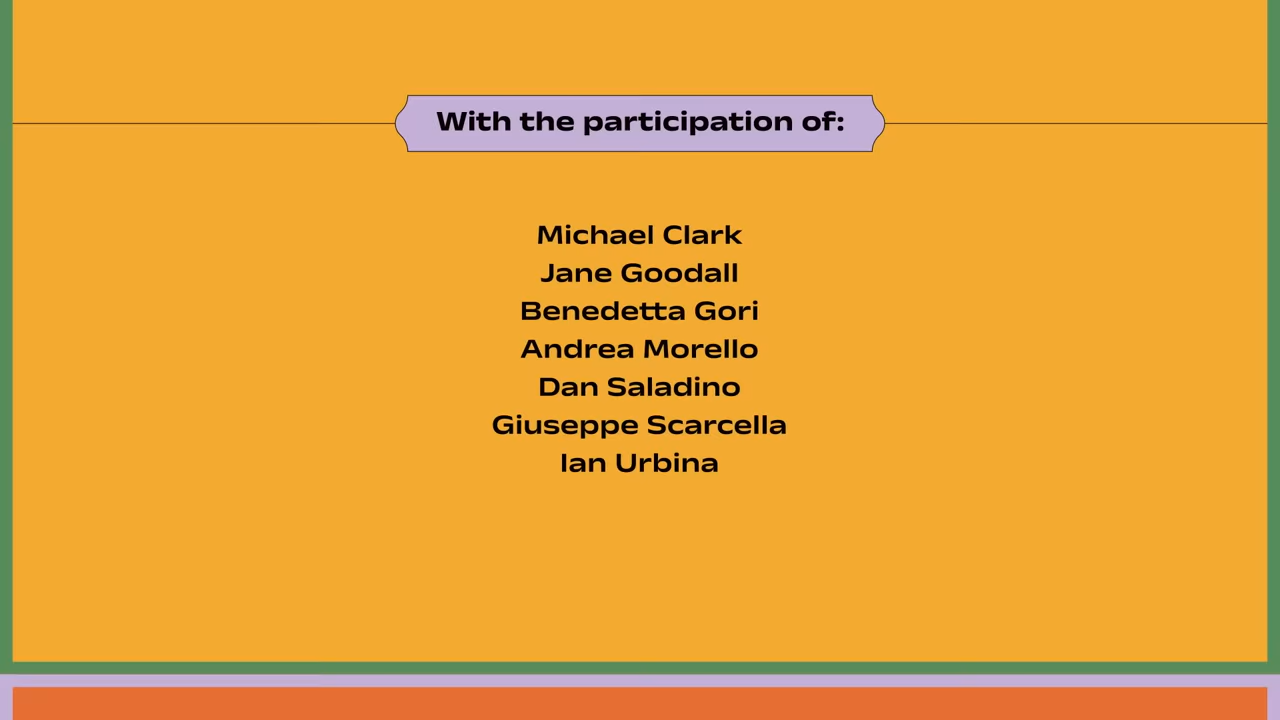 With the participation of:
Michael Clark
Jane Goodall
Benedetta Gori
Andrea Morello
Dan Saladino
Giuseppe Scarcella
Ian Urbina